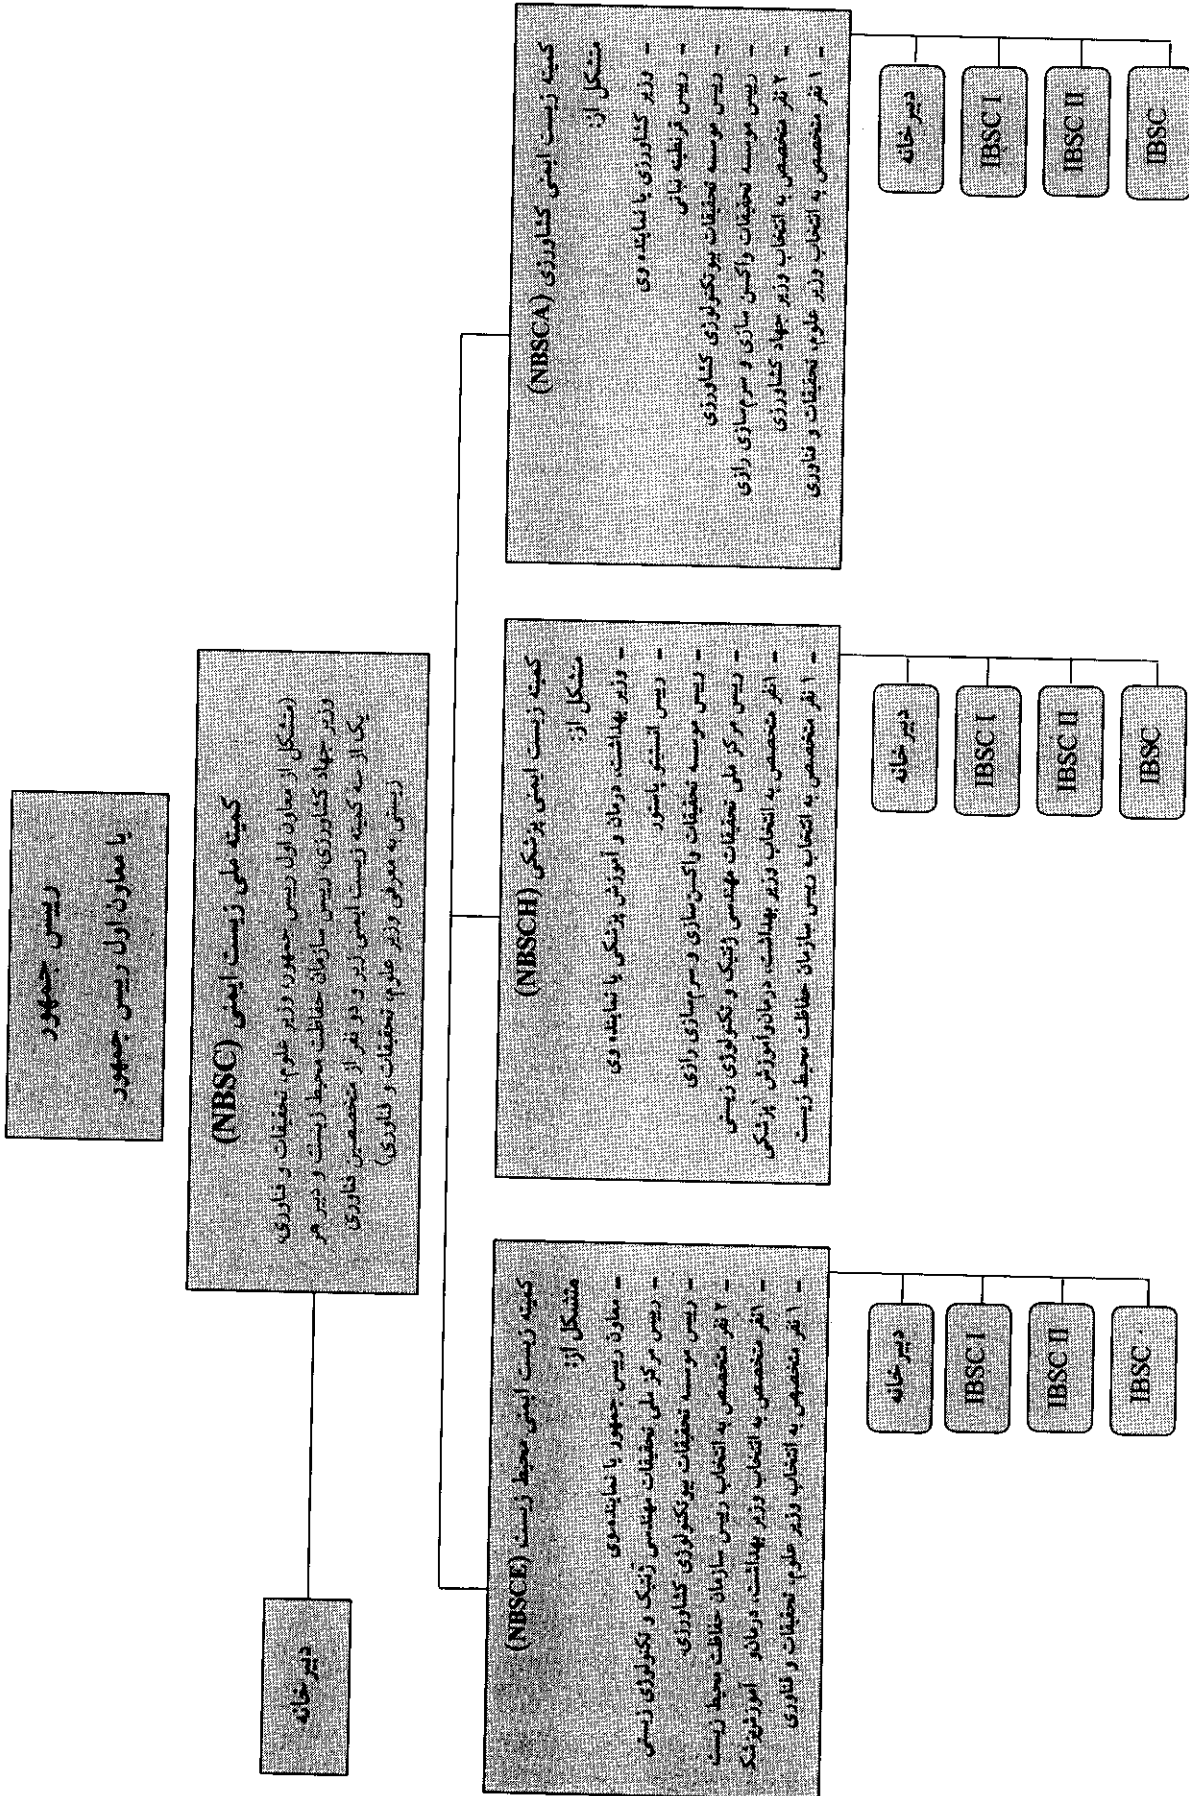 رییس جمهور
یا معاون اول رییس جمهور
کمیته ملی زیست ایمنی (NBSC)
(متشکل از معاون اول رییس جمهور، وزیر علوم، تحقیقات و فناوری،
وزیر جهاد کشاورزی، رییس سازمان حفاظت محیط زیست و دبیر هر
یک از سه کمیته زیست ایمنی زیر و دو نفر از متخصصین فناوری
زیستی به معرفی وزیر علوم، تحقیقات و فناوری)
دبیرخانه
کمیته زیست ایمنی کشاورزی (NBSCA)
متشکل از:
- وزیر کشاورزی یا نماینده وی
- رییس قرنطینه نباتی
- رییس موسسه تحقیقات بیوتکنولوژی کشاورزی
- رییس موسسه تحقیقات واکسن سازی و سرم‌سازی رازی
- ۲ نفر متخصص به انتخاب وزیر جهاد کشاورزی
- ۱ نفر متخصص به انتخاب وزیر علوم، تحقیقات و فناوری
دبیرخانه
IBSC I
IBSC II
IBSC
کمیته زیست ایمنی پزشکی (NBSCH)
متشکل از:
- وزیر بهداشت، درمان و آموزش پزشکی یا نماینده وی
- رییس انستیتو پاستور
- رییس موسسه تحقیقات واکسن‌سازی و سرم‌سازی رازی
- رییس مرکز ملی تحقیقات مهندسی ژنتیک و تکنولوژی زیستی
- ۱نفر متخصص به انتخاب وزیر بهداشت، درمان‌وآموزش پزشکی
- ۱ نفر متخصص به انتخاب رییس سازمان حفاظت محیط زیست
دبیرخانه
IBSC I
IBSC II
IBSC
کمیته زیست ایمنی محیط زیست (NBSCE)
متشکل از:
- معاون رییس جمهور یا نماینده‌وی
- رییس مرکز ملی تحقیقات مهندسی ژنتیک و تکنولوژی زیستی
- رییس موسسه تحقیقات بیوتکنولوژی کشاورزی
- ۲ نفر متخصص به انتخاب رییس سازمان حفاظت محیط زیست
- ۱نفر متخصص به انتخاب وزیر بهداشت، درمان‌و
- ۱ نفر متخصص به انتخاب وزیر علوم، تحقیقات و فناوری
دبیرخانه
IBSC I
IBSC II
IBSC